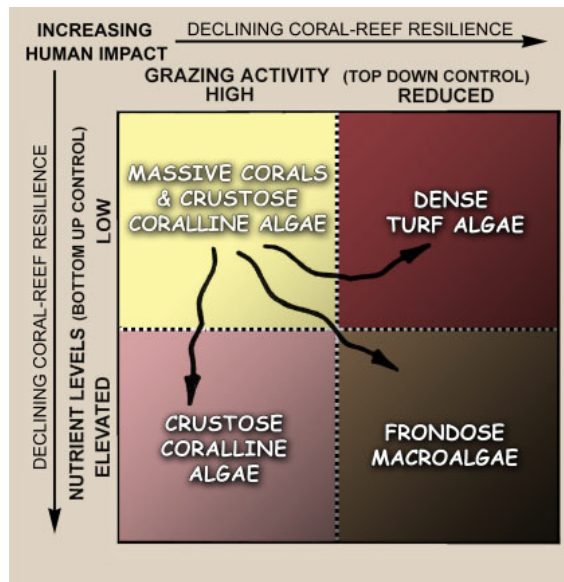 INCREASING
HUMAN IMPACT
DECLINING CORAL-REEF RESILIENCE
GRAZING ACTIVITY (TOP DOWN CONTROL)
HIGH REDUCED
DECLINING CORAL-REEF RESILIENCE
NUTRIENT LEVELS (BOTTOM UP CONTROL)
LOW
ELEVATED
MASSIVE CORALS
& CRUSTOSE
CORALLINE ALGAE
DENSE
TURF ALGAE
CRUSTOSE
CORALLINE
ALGAE
FRONDOSE
MACROALGAE